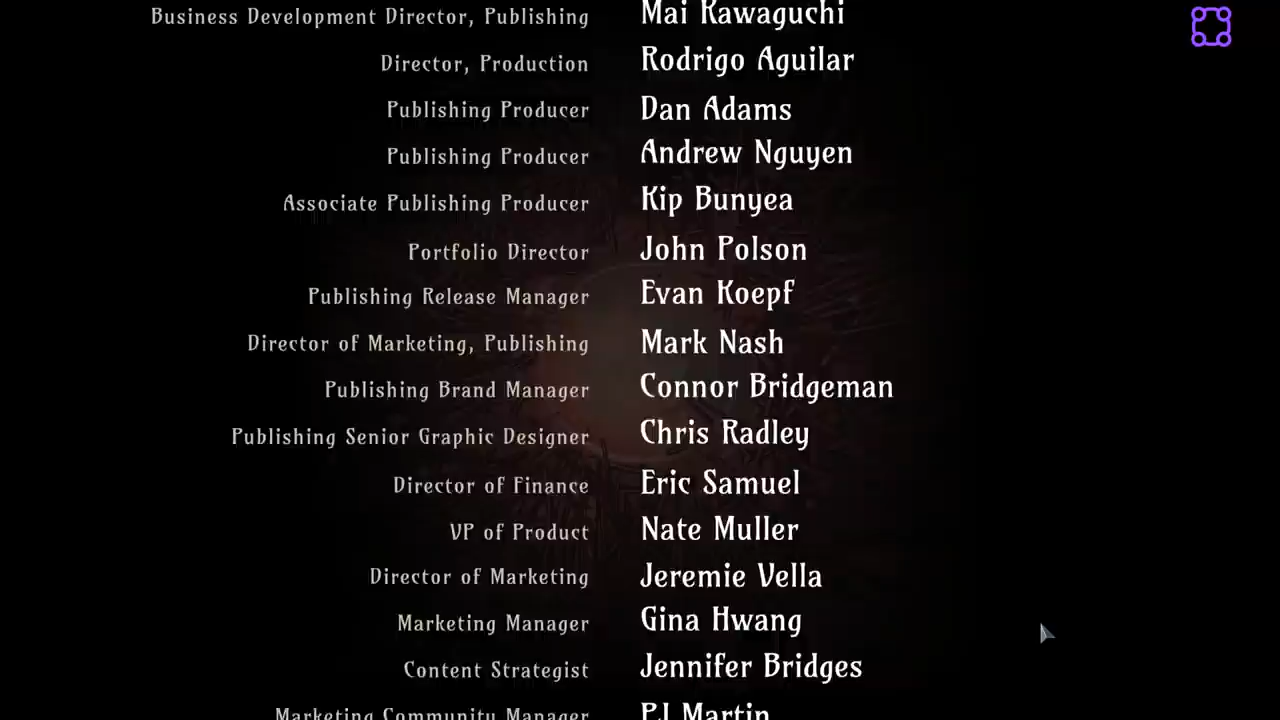 Business Development Director, Publishing Mai Kawaguchi
Director, Production Rodrigo Aguilar
Publishing Producer Dan Adams
Publishing Producer Andrew Nguyen
Associate Publishing Producer Kip Bunyea
Portfolio Director John Polson
Publishing Release Manager Evan Koepf
Director of Marketing, Publishing Mark Nash
Publishing Brand Manager Connor Bridgeman
Publishing Senior Graphic Designer Chris Radley
Director of Finance Eric Samuel
VP of Product Nate Muller
Director of Marketing Jeremie Vella
Marketing Manager Gina Hwang
Content Strategist Jennifer Bridges
Marketing Community Manager PJ Martin